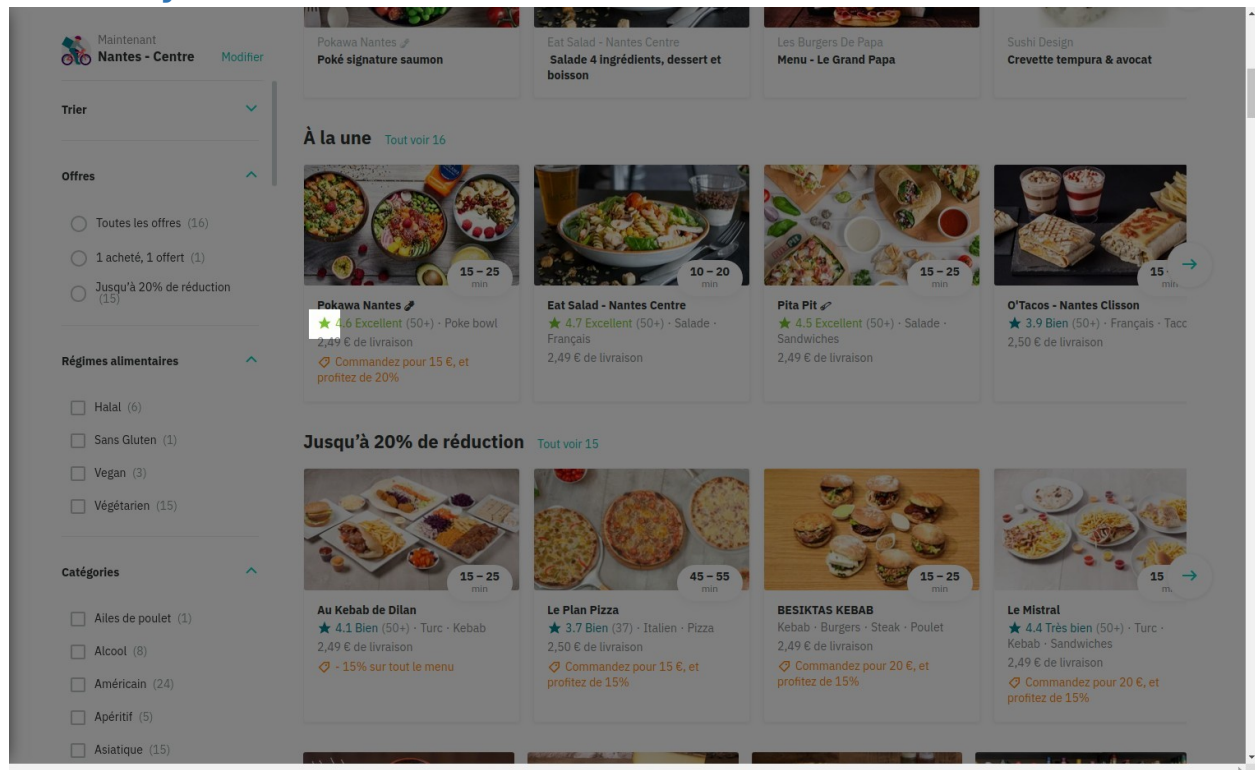 Maintenant
Nantes - Centre Modifier
Trier
Offres
Toutes les offres (16)
1 acheté, 1 offert (1)
Jusqu'à 20% de réduction
(15)
Régimes alimentaires
Halal (6)
Sans Gluten (1)
Vegan (3)
Végétarien (15)
Catégories
Ailes de poulet (1)
Alcool (8)
Américain (24)
Apéritif (5)
Asiatique (15)
Pokawa Nantes
Poké signature saumon
Eat Salad - Nantes Centre
Salade 4 ingrédients, dessert et
boisson
Les Burgers De Papa
Menu - Le Grand Papa
Sushi Design
Crevette tempura & avocat
À la une Tout voir 16
15 – 25
min
Pokawa Nantes
4.6 Excellent (50+) · Poke bowl
2,49 € de livraison
Commandez pour 15 €, et
profitez de 20%
10 – 20
min
Eat Salad - Nantes Centre
4.7 Excellent (50+) · Salade ·
Français
2,49 € de livraison
15 – 25
min
Pita Pit
4.5 Excellent (50+) · Salade ·
Sandwiches
2,49 € de livraison
15
min
O'Tacos - Nantes Clisson
3.9 Bien (50+) · Français · Tacc
2,50 € de livraison
Jusqu'à 20% de réduction Tout voir 15
15 – 25
min
Au Kebab de Dilan
4.1 Bien (50+) · Turc · Kebab
2,49 € de livraison
- 15% sur tout le menu
45 – 55
min
Le Plan Pizza
3.7 Bien (37) · Italien · Pizza
2,50 € de livraison
Commandez pour 15 €, et
profitez de 15%
15 – 25
min
BESIKTAS KEBAB
Kebab · Burgers · Steak · Poulet
2,49 € de livraison
Commandez pour 20 €, et
profitez de 15%
15
Le Mistral
4.4 Très bien (50+) · Turc ·
Kebab · Sandwiches
2,49 € de livraison
Commandez pour 20 €, et
profitez de 15%